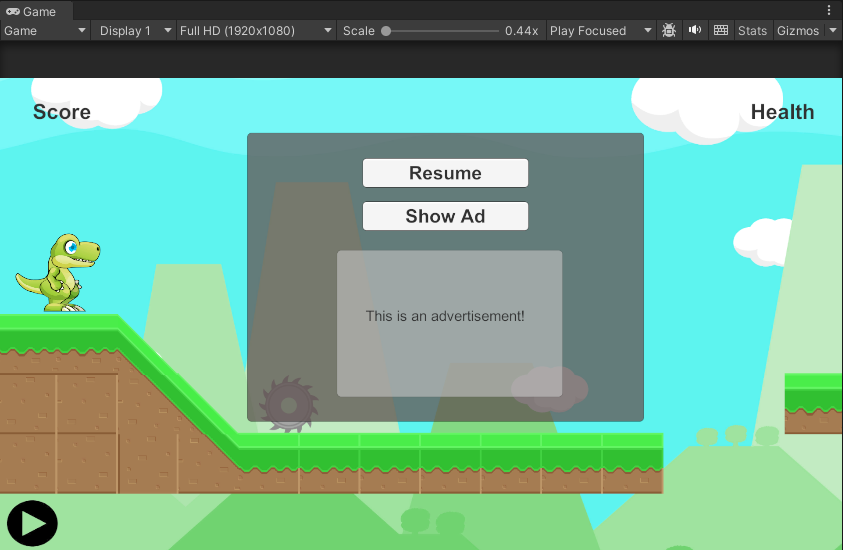 Game
Game Display 1 Full HD (1920x1080) Scale 0.44x Play Focused Stats Gizmos
Score Health
Resume
Show Ad
This is an advertisement!